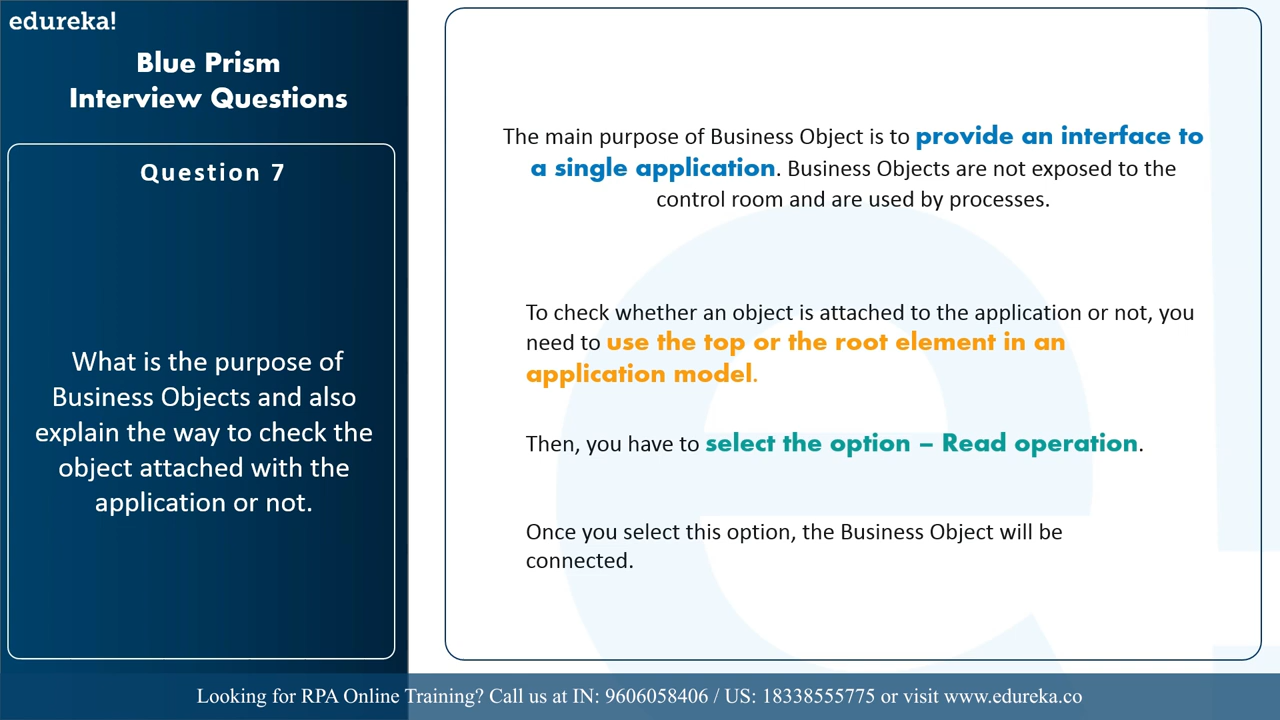 edureka!
Blue Prism
Interview Questions
Question 7
What is the purpose of
Business Objects and also
explain the way to check the
object attached with the
application or not.
The main purpose of Business Object is to provide an interface to
a single application. Business Objects are not exposed to the
control room and are used by processes.
To check whether an object is attached to the application or not, you
need to use the top or the root element in an
application model.
Then, you have to select the option – Read operation.
Once you select this option, the Business Object will be
connected.
Looking for RPA Online Training? Call us at IN: 9606058406 / US: 18338555775 or visit www.edureka.co